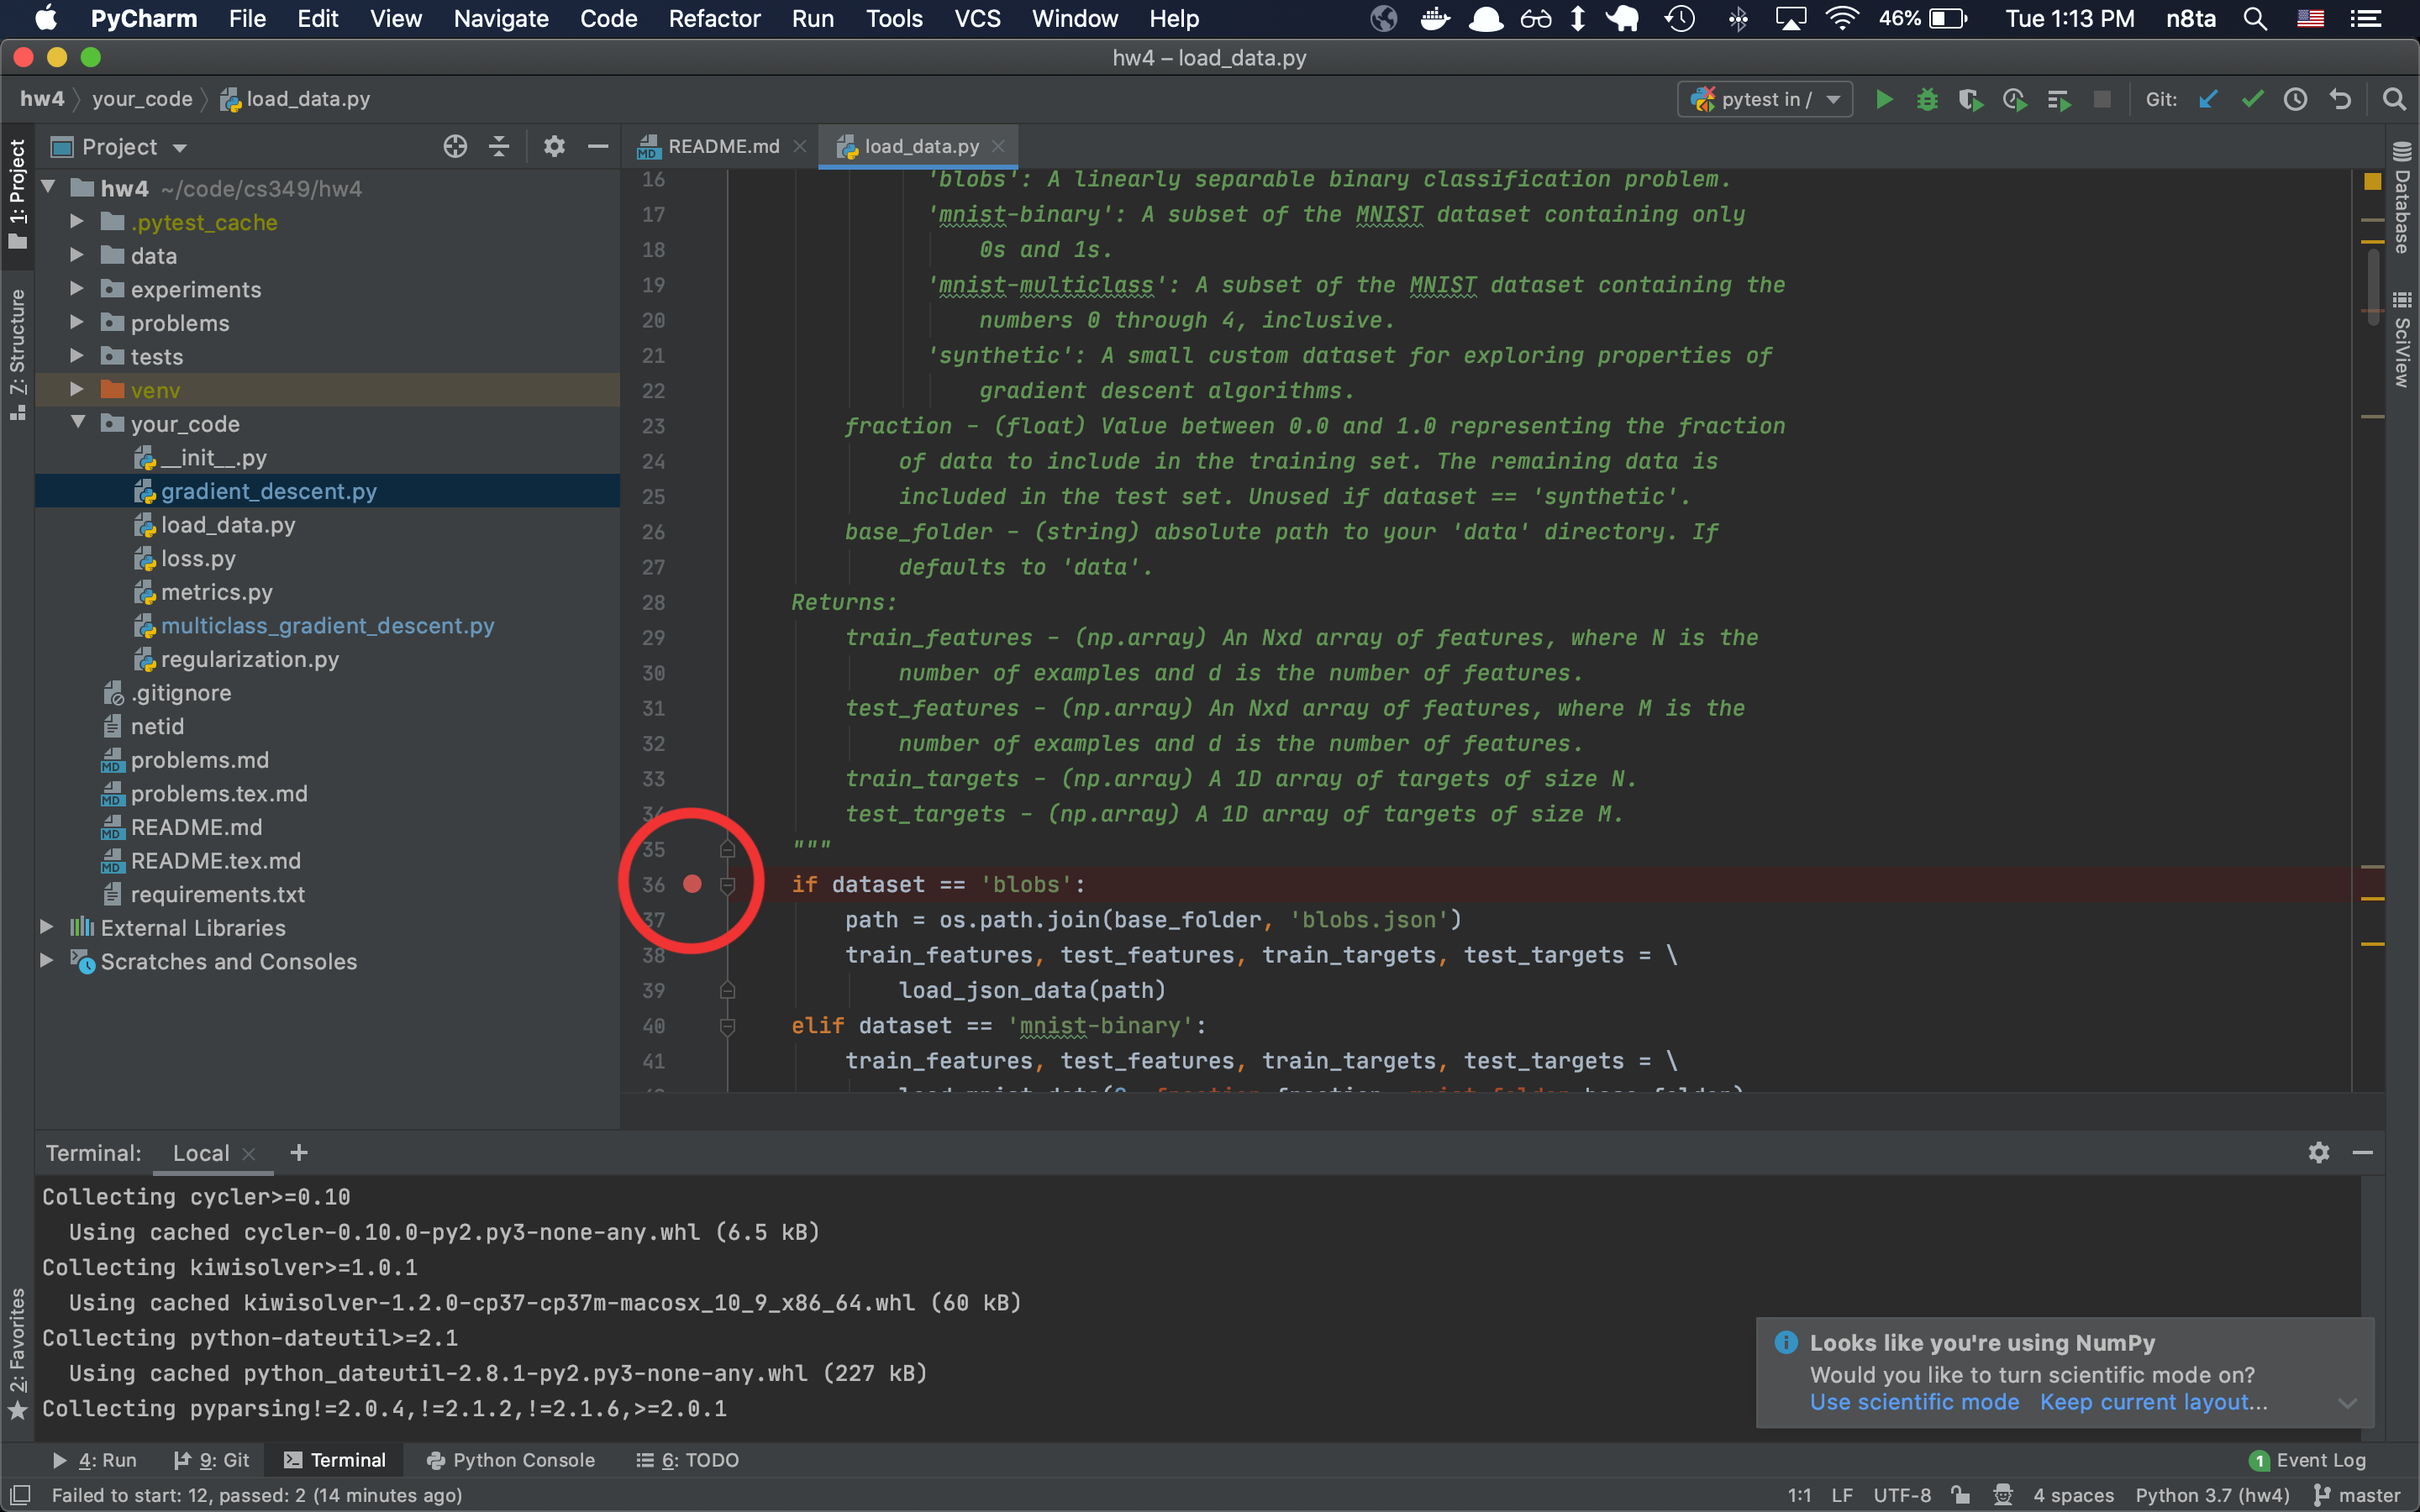 PyCharm File Edit View Navigate Code Refactor Run Tools VCS Window Help 46% Tue 1:13 PM n8ta
hw4 – load_data.py
hw4 your_code load_data.py pytest in / Git:
1: Project
Z: Structure
2: Favorites
Project
hw4 ~/code/cs349/hw4
.pytest_cache
data
experiments
problems
tests
venv
your_code
__init__.py
gradient_descent.py
load_data.py
loss.py
metrics.py
multiclass_gradient_descent.py
regularization.py
.gitignore
netid
problems.md
problems.tex.md
README.md
README.tex.md
requirements.txt
External Libraries
Scratches and Consoles
README.md load_data.py
16 'blobs': A linearly separable binary classification problem.
17 'mnist-binary': A subset of the MNIST dataset containing only
18 0s and 1s.
19 'mnist-multiclass': A subset of the MNIST dataset containing the
20 numbers 0 through 4, inclusive.
21 'synthetic': A small custom dataset for exploring properties of
22 gradient descent algorithms.
23 fraction - (float) Value between 0.0 and 1.0 representing the fraction
24 of data to include in the training set. The remaining data is
25 included in the test set. Unused if dataset == 'synthetic'.
26 base_folder - (string) absolute path to your 'data' directory. If
27 defaults to 'data'.
28 Returns:
29 train_features - (np.array) An Nxd array of features, where N is the
30 number of examples and d is the number of features.
31 test_features - (np.array) An Nxd array of features, where M is the
32 number of examples and d is the number of features.
33 train_targets - (np.array) A 1D array of targets of size N.
34 test_targets - (np.array) A 1D array of targets of size M.
35 """
36 if dataset == 'blobs':
37 path = os.path.join(base_folder, 'blobs.json')
38 train_features, test_features, train_targets, test_targets = \
39 load_json_data(path)
40 elif dataset == 'mnist-binary':
41 train_features, test_features, train_targets, test_targets = \
Database
SciView
Terminal: Local +
Collecting cycler>=0.10
Using cached cycler-0.10.0-py2.py3-none-any.whl (6.5 kB)
Collecting kiwisolver>=1.0.1
Using cached kiwisolver-1.2.0-cp37-cp37m-macosx_10_9_x86_64.whl (60 kB)
Collecting python-dateutil>=2.1
Using cached python_dateutil-2.8.1-py2.py3-none-any.whl (227 kB)
Collecting pyparsing!=2.0.4,!=2.1.2,!=2.1.6,>=2.0.1
Looks like you're using NumPy
Would you like to turn scientific mode on?
Use scientific mode Keep current layout...
4: Run 9: Git Terminal Python Console 6: TODO 1 Event Log
Failed to start: 12, passed: 2 (14 minutes ago) 1:1 LF UTF-8 4 spaces Python 3.7 (hw4) master